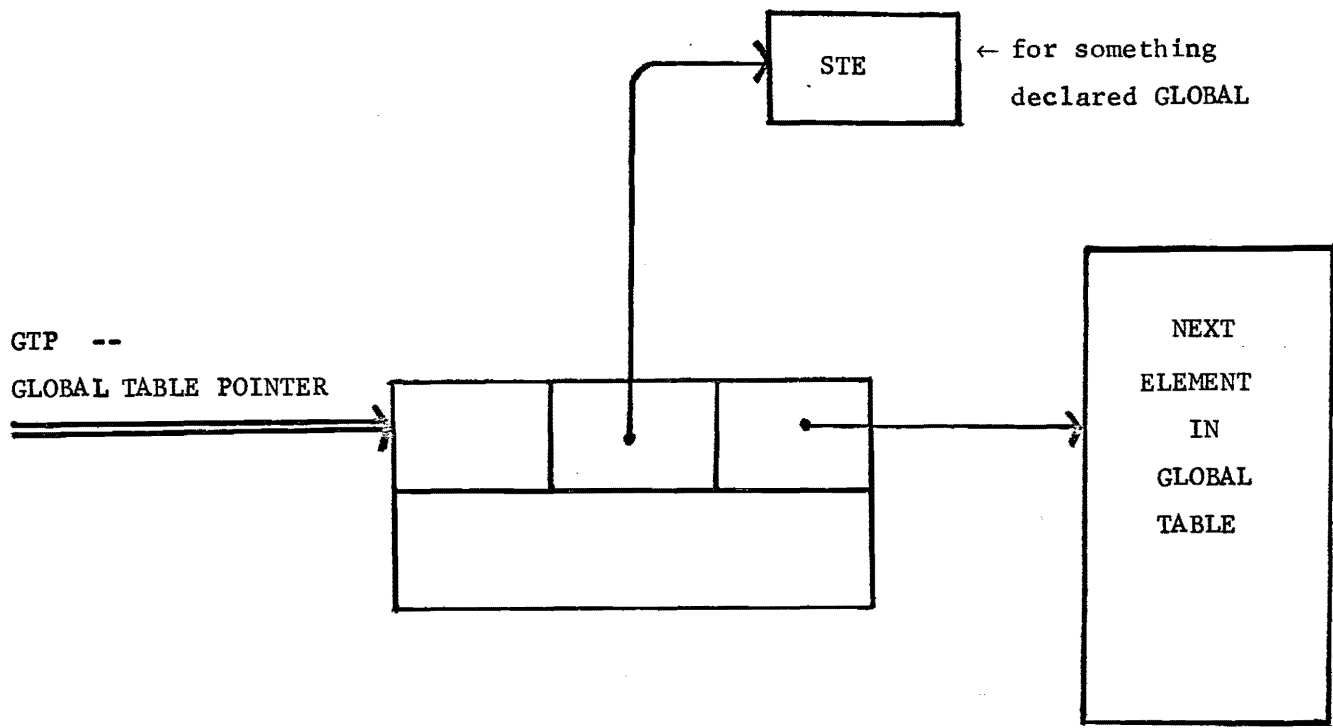 STE
← for something
declared GLOBAL
GTP --
GLOBAL TABLE POINTER
NEXT
ELEMENT
IN
GLOBAL
TABLE